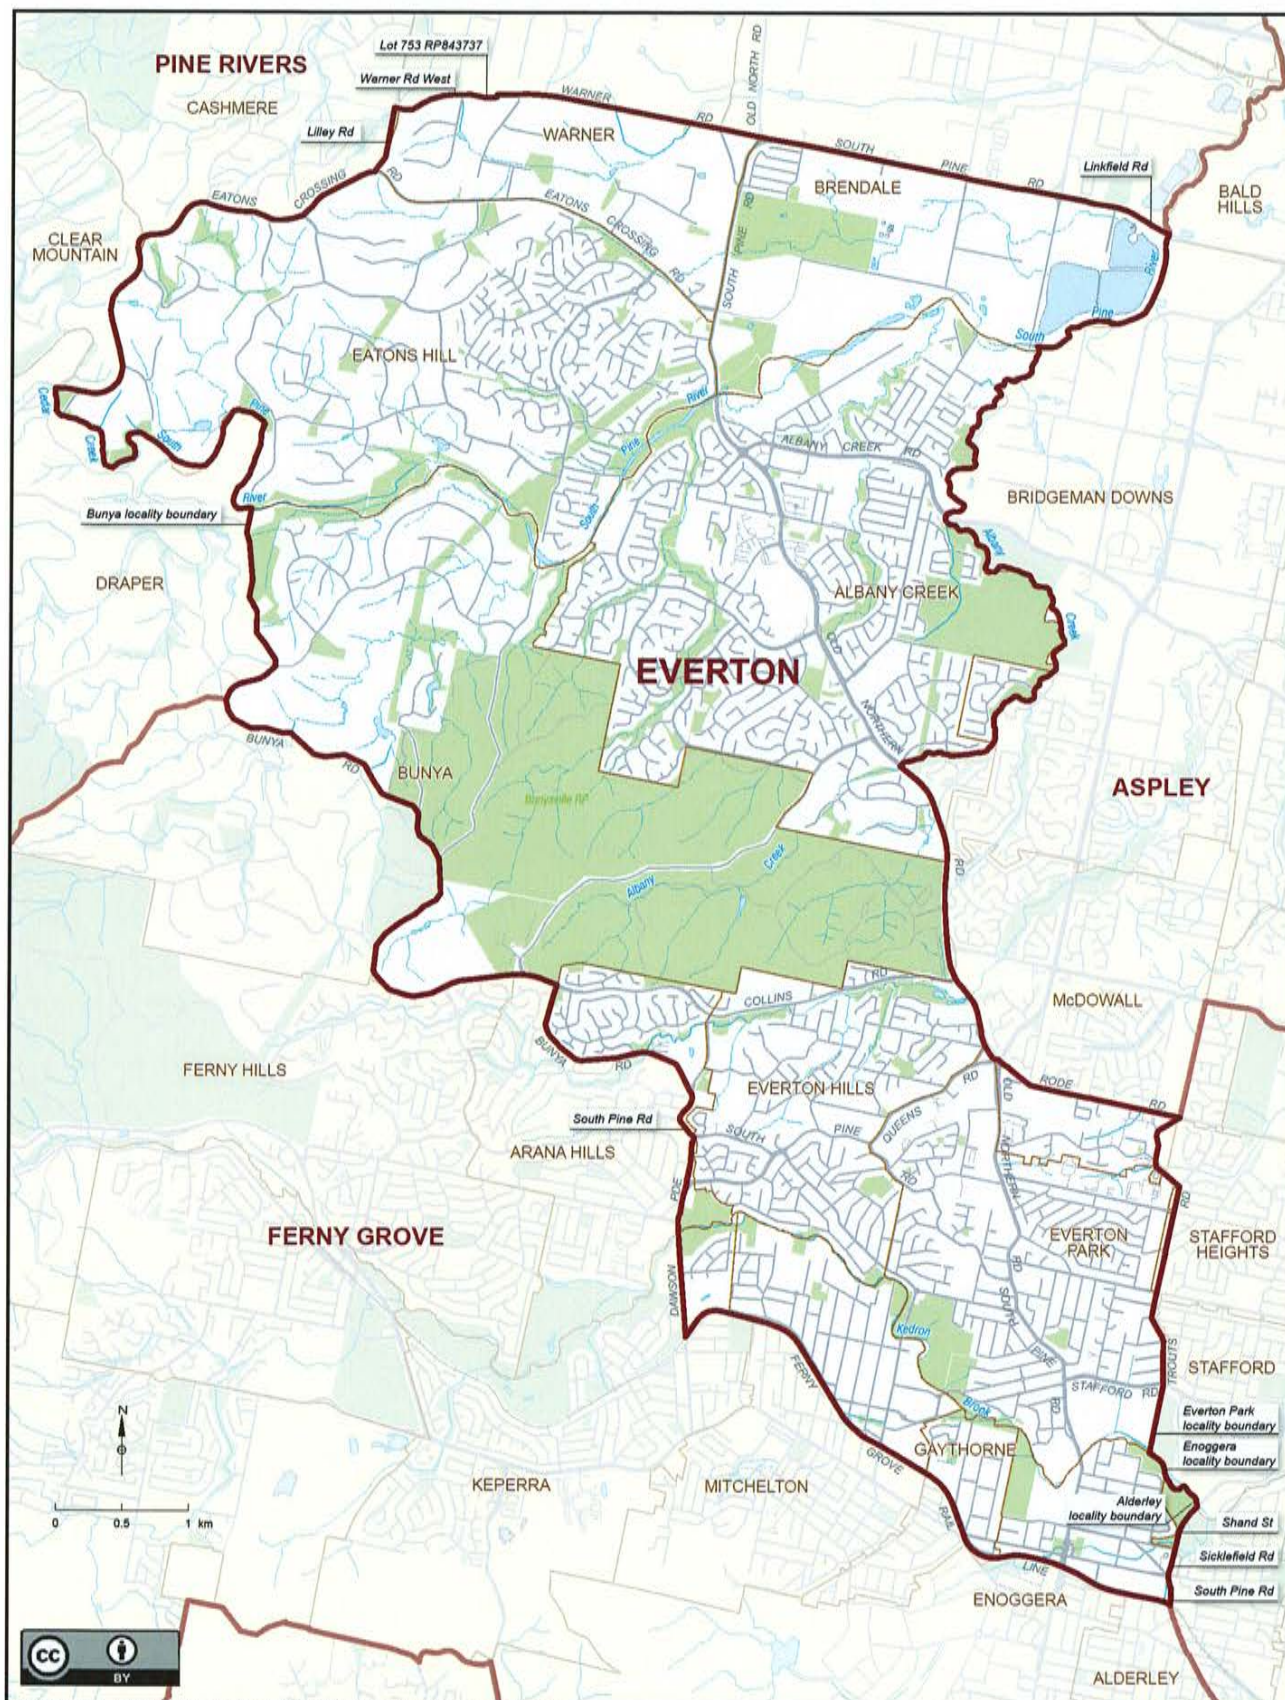 Lot 753 RP843737
PINE RIVERS
CASHMERE
Warner Rd West
WARNER
RD
OLD NORTH RD
WARNER
Lilley Rd
SOUTH
PINE
RD
Linkfield Rd
BRENDALE
BALD
HILLS
EATONS
CROSSING
RD
EATONS
CROSSING
RD
SOUTH
PINE
RD
CLEAR
MOUNTAIN
River
Pine
South
EATONS HILL
Cedar
Creek
South
Pine
River
River
Pine
South
ALBANY
CREEK
RD
BRIDGEMAN DOWNS
Bunya locality boundary
DRAPER
Albany
Creek
ALBANY CREEK
EVERTON
OLD
NORTHERN
RD
BUNYA
RD
BUNYA
Bunyaville RP
ASPLEY
Albany
Creek
COLLINS
RD
McDOWALL
BUNYA
RD
FERNY HILLS
EVERTON HILLS
RODE
RD
South Pine Rd
SOUTH
PINE
RD
QUEENS
RD
OLD
NORTHERN
RD
ARANA HILLS
DAWSON
PDE
FERNY GROVE
EVERTON
PARK
STAFFORD
HEIGHTS
RD
TROUTS
Kedron
Brook
SOUTH
PINE
RD
STAFFORD
RD
STAFFORD
FERNY
GROVE
RAIL
LINE
Everton Park
locality boundary
Enoggera
locality boundary
GAYTHORNE
KEPERRA
MITCHELTON
Alderley
locality boundary
Shand St
Sicklefield Rd
South Pine Rd
ENOGGERA
ALDERLEY
N
0 0.5 1 km
CC
BY